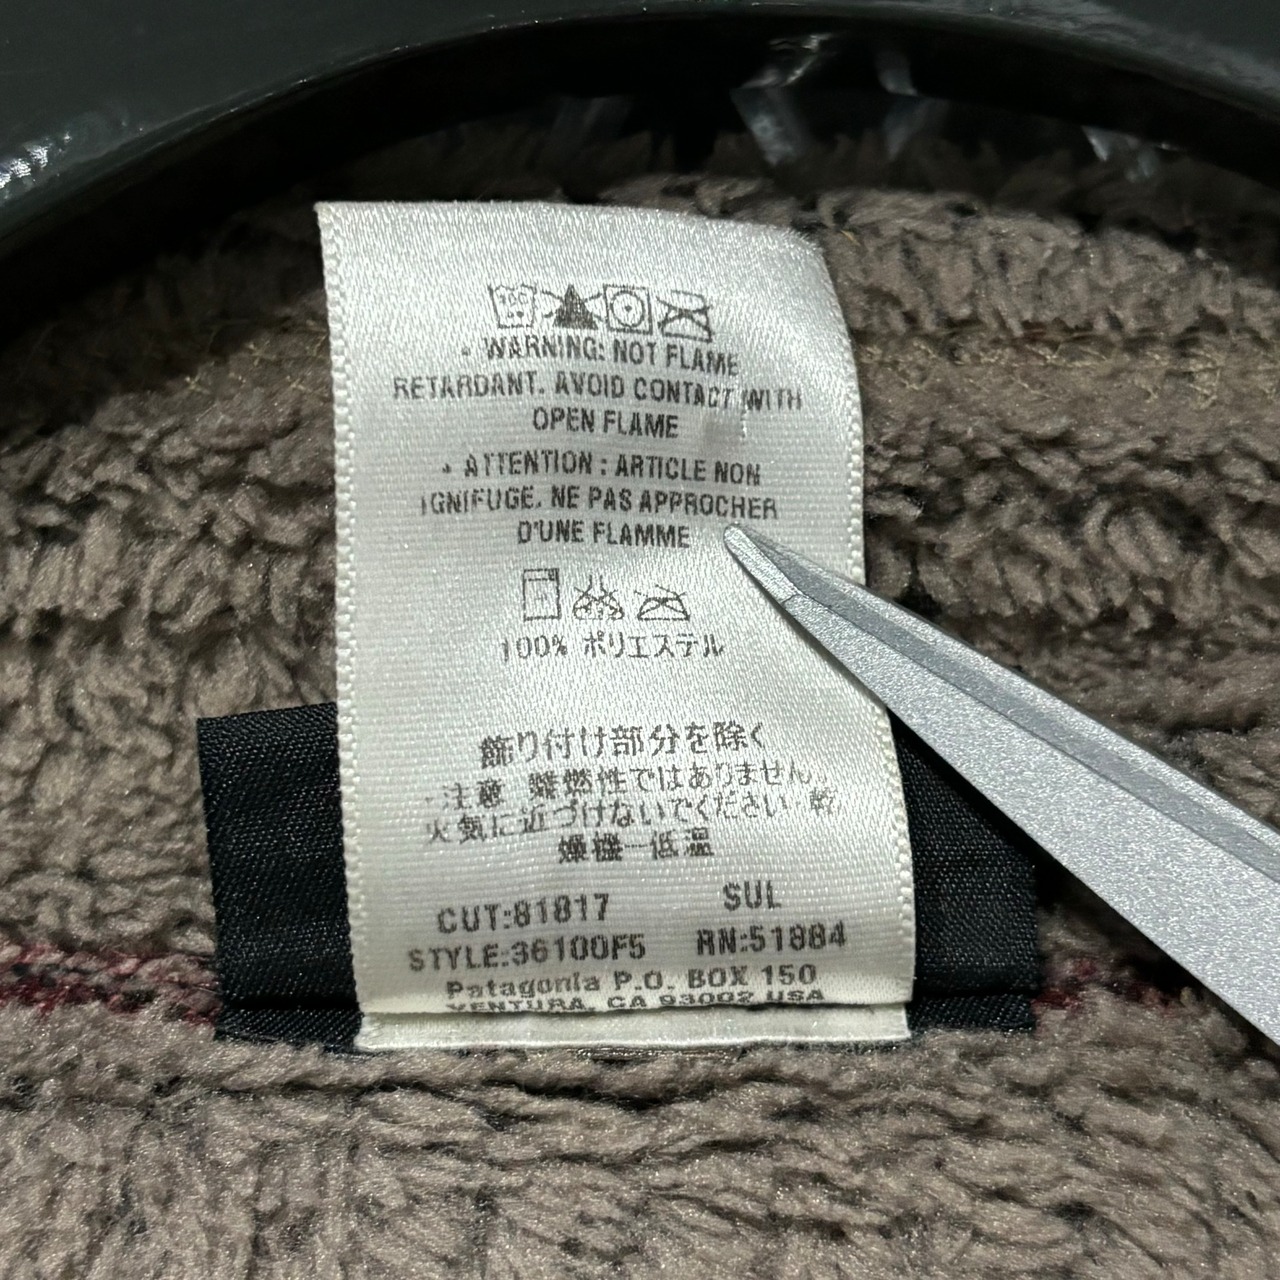 • WARNING: NOT FLAME
RETARDANT. AVOID CONTACT WITH
OPEN FLAME
• ATTENTION : ARTICLE NON
IGNIFUGE. NE PAS APPROCHER
D'UNE FLAMME
100% ポリエステル
飾り付け部分を除く
・注意 難燃性ではありません。
火気に近づけないでください・乾
燥機－低温
CUT:81817 SUL
STYLE:36100F5 RN:51884
Patagonia P.O. BOX 150
VENTURA, CA 93002 USA